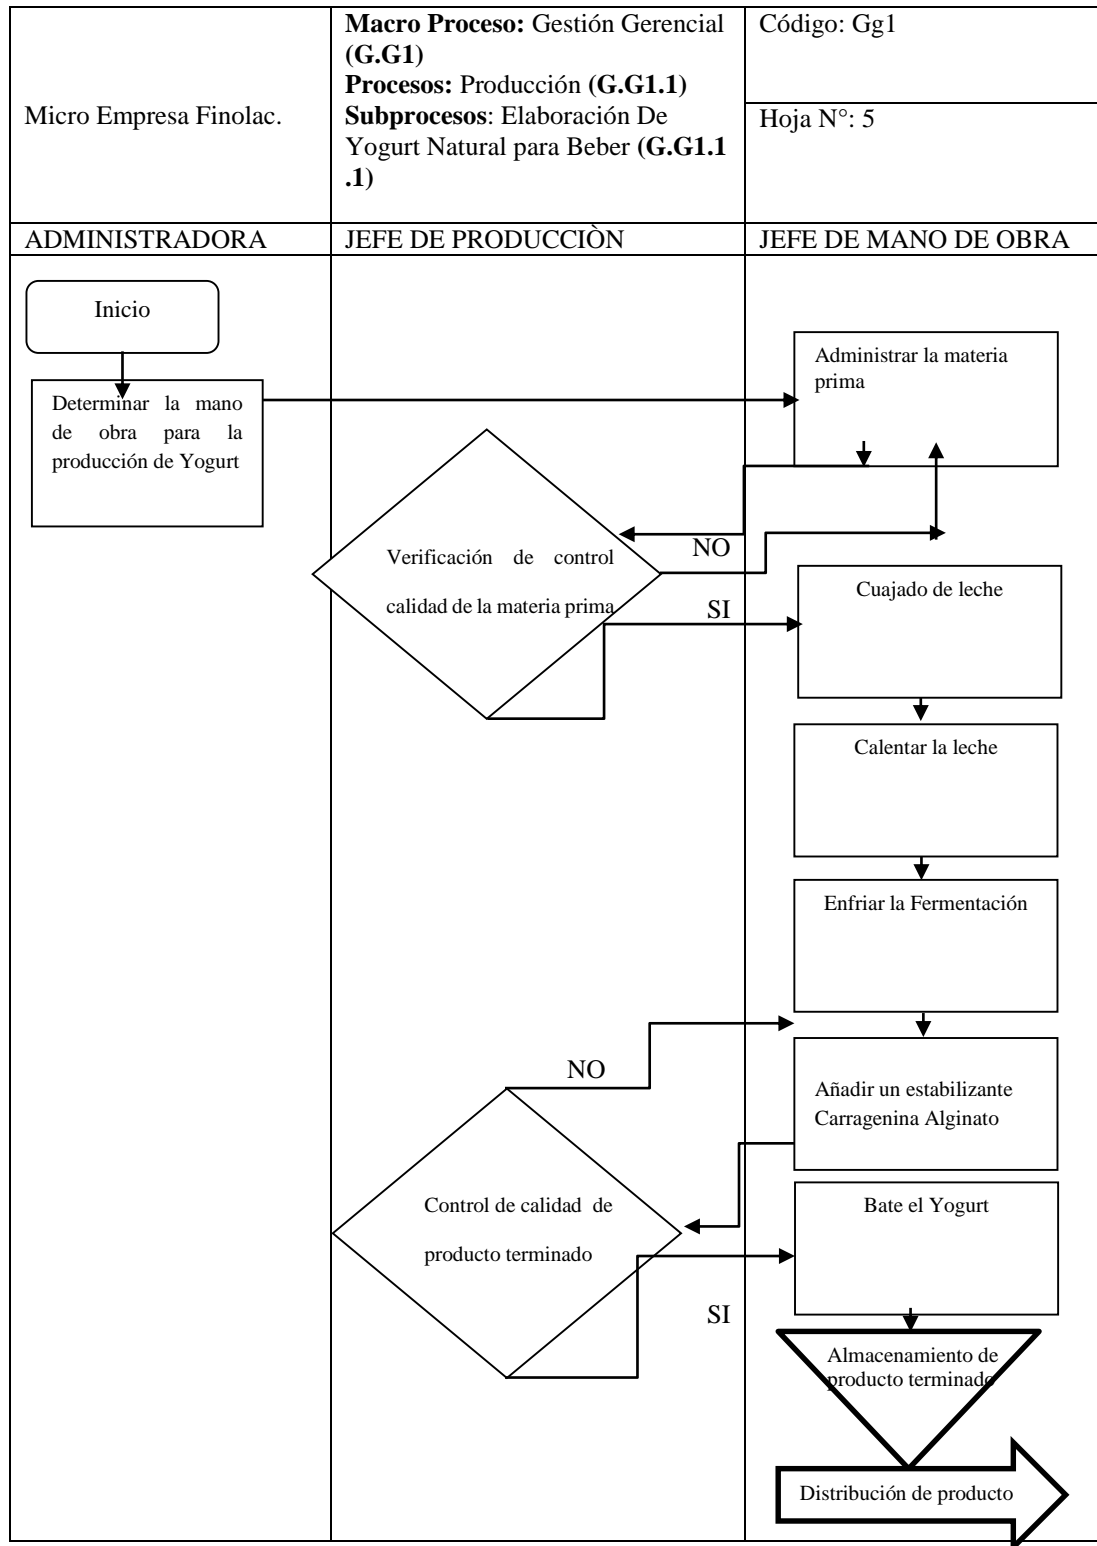 Micro Empresa Finolac.
Macro Proceso: Gestión Gerencial
(G.G1)
Procesos: Producción (G.G1.1)
Subprocesos: Elaboración De
Yogurt Natural para Beber (G.G1.1
.1)
Código: Gg1
Hoja N°: 5
ADMINISTRADORA
JEFE DE PRODUCCIÒN
JEFE DE MANO DE OBRA
Inicio
Determinar la mano
de obra para la
producción de Yogurt
Administrar la materia
prima
Verificación de control
calidad de la materia prima
NO
SI
Cuajado de leche
Calentar la leche
Enfriar la Fermentación
Añadir un estabilizante
Carragenina Alginato
NO
Control de calidad de
producto terminado
SI
Bate el Yogurt
Almacenamiento de
producto terminado
Distribución de producto